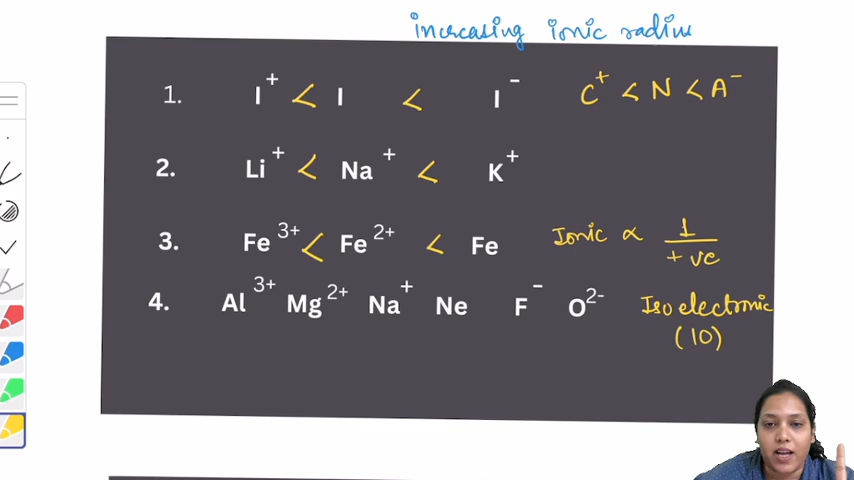 increasing ionic radius
1. I⁺ < I < I⁻ C⁺ < N < A⁻
2. Li⁺ < Na⁺ < K⁺
3. Fe³⁺ < Fe²⁺ < Fe Ionic ∝ 1/+ve
4. Al³⁺ Mg²⁺ Na⁺ Ne F⁻ O²⁻ Isoelectronic
(10)